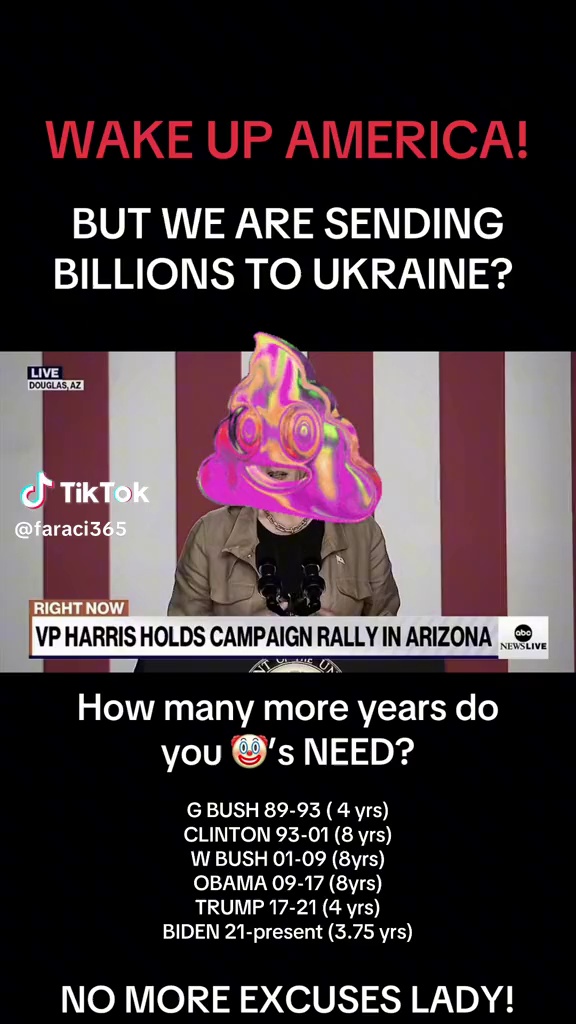 WAKE UP AMERICA!
BUT WE ARE SENDING
BILLIONS TO UKRAINE?
LIVE
DOUGLAS, AZ
TikTok
@faraci365
RIGHT NOW
VP HARRIS HOLDS CAMPAIGN RALLY IN ARIZONA
abc
NEWS LIVE
How many more years do
you 🤡's NEED?
G BUSH 89-93 ( 4 yrs)
CLINTON 93-01 (8 yrs)
W BUSH 01-09 (8yrs)
OBAMA 09-17 (8yrs)
TRUMP 17-21 (4 yrs)
BIDEN 21-present (3.75 yrs)
NO MORE EXCUSES LADY!